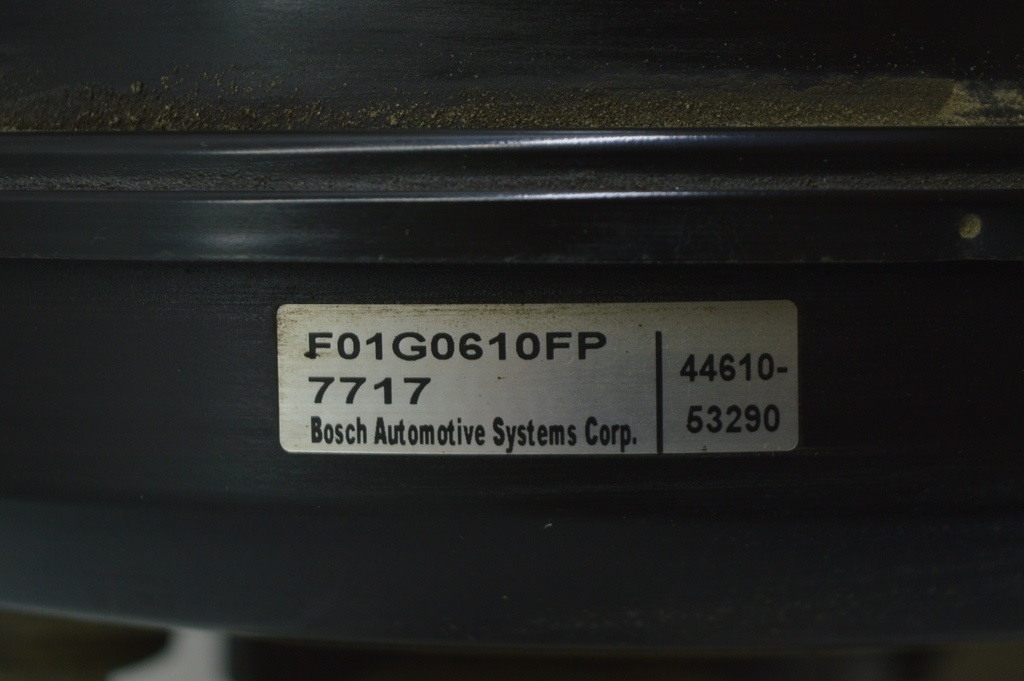 F01G0610FP
7717
Bosch Automotive Systems Corp.
44610-
53290